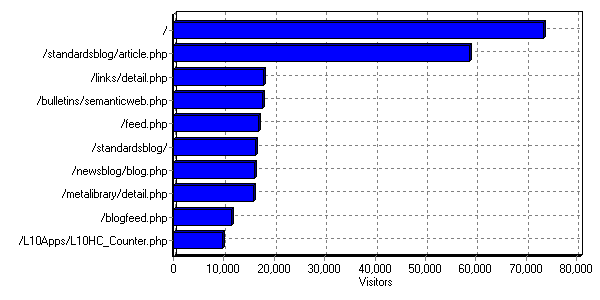 /
/standardsblog/article.php
/links/detail.php
/bulletins/semanticweb.php
/feed.php
/standardsblog/
/newsblog/blog.php
/metalibrary/detail.php
/blogfeed.php
/L10Apps/L10HC_Counter.php
0 10,000 20,000 30,000 40,000 50,000 60,000 70,000 80,000
Visitors